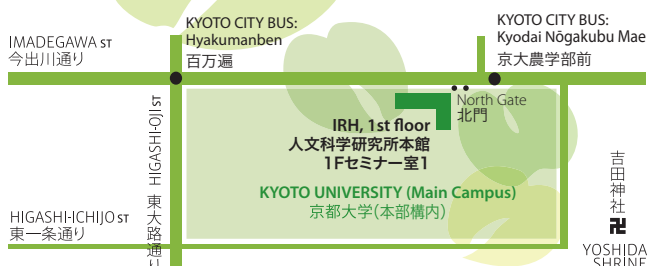 IMADEGAWA ST
今出川通り
KYOTO CITY BUS:
Hyakumanben
百万遍
KYOTO CITY BUS:
Kyodai Nōgakubu Mae
京大農学部前
North Gate
北門
IRH, 1st floor
人文科学研究所本館
1Fセミナー室1
KYOTO UNIVERSITY (Main Campus)
京都大学(本部構内)
HIGASHI-OJI ST
東大路通り
HIGASHI-ICHIJO ST
東一条通り
吉田神社
卍
YOSHIDA
SHRINE